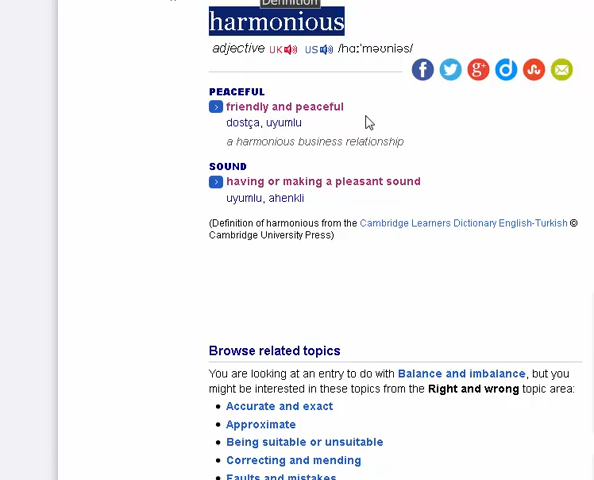 Definition
harmonious
adjective UK US /hɑːˈməʊniəs/
PEACEFUL
friendly and peaceful
dostça, uyumlu
a harmonious business relationship
SOUND
having or making a pleasant sound
uyumlu, ahenkli
(Definition of harmonious from the Cambridge Learners Dictionary English-Turkish ©
Cambridge University Press)
Browse related topics
You are looking at an entry to do with Balance and imbalance, but you
might be interested in these topics from the Right and wrong topic area:
• Accurate and exact
• Approximate
• Being suitable or unsuitable
• Correcting and mending
• Faults and mistakes